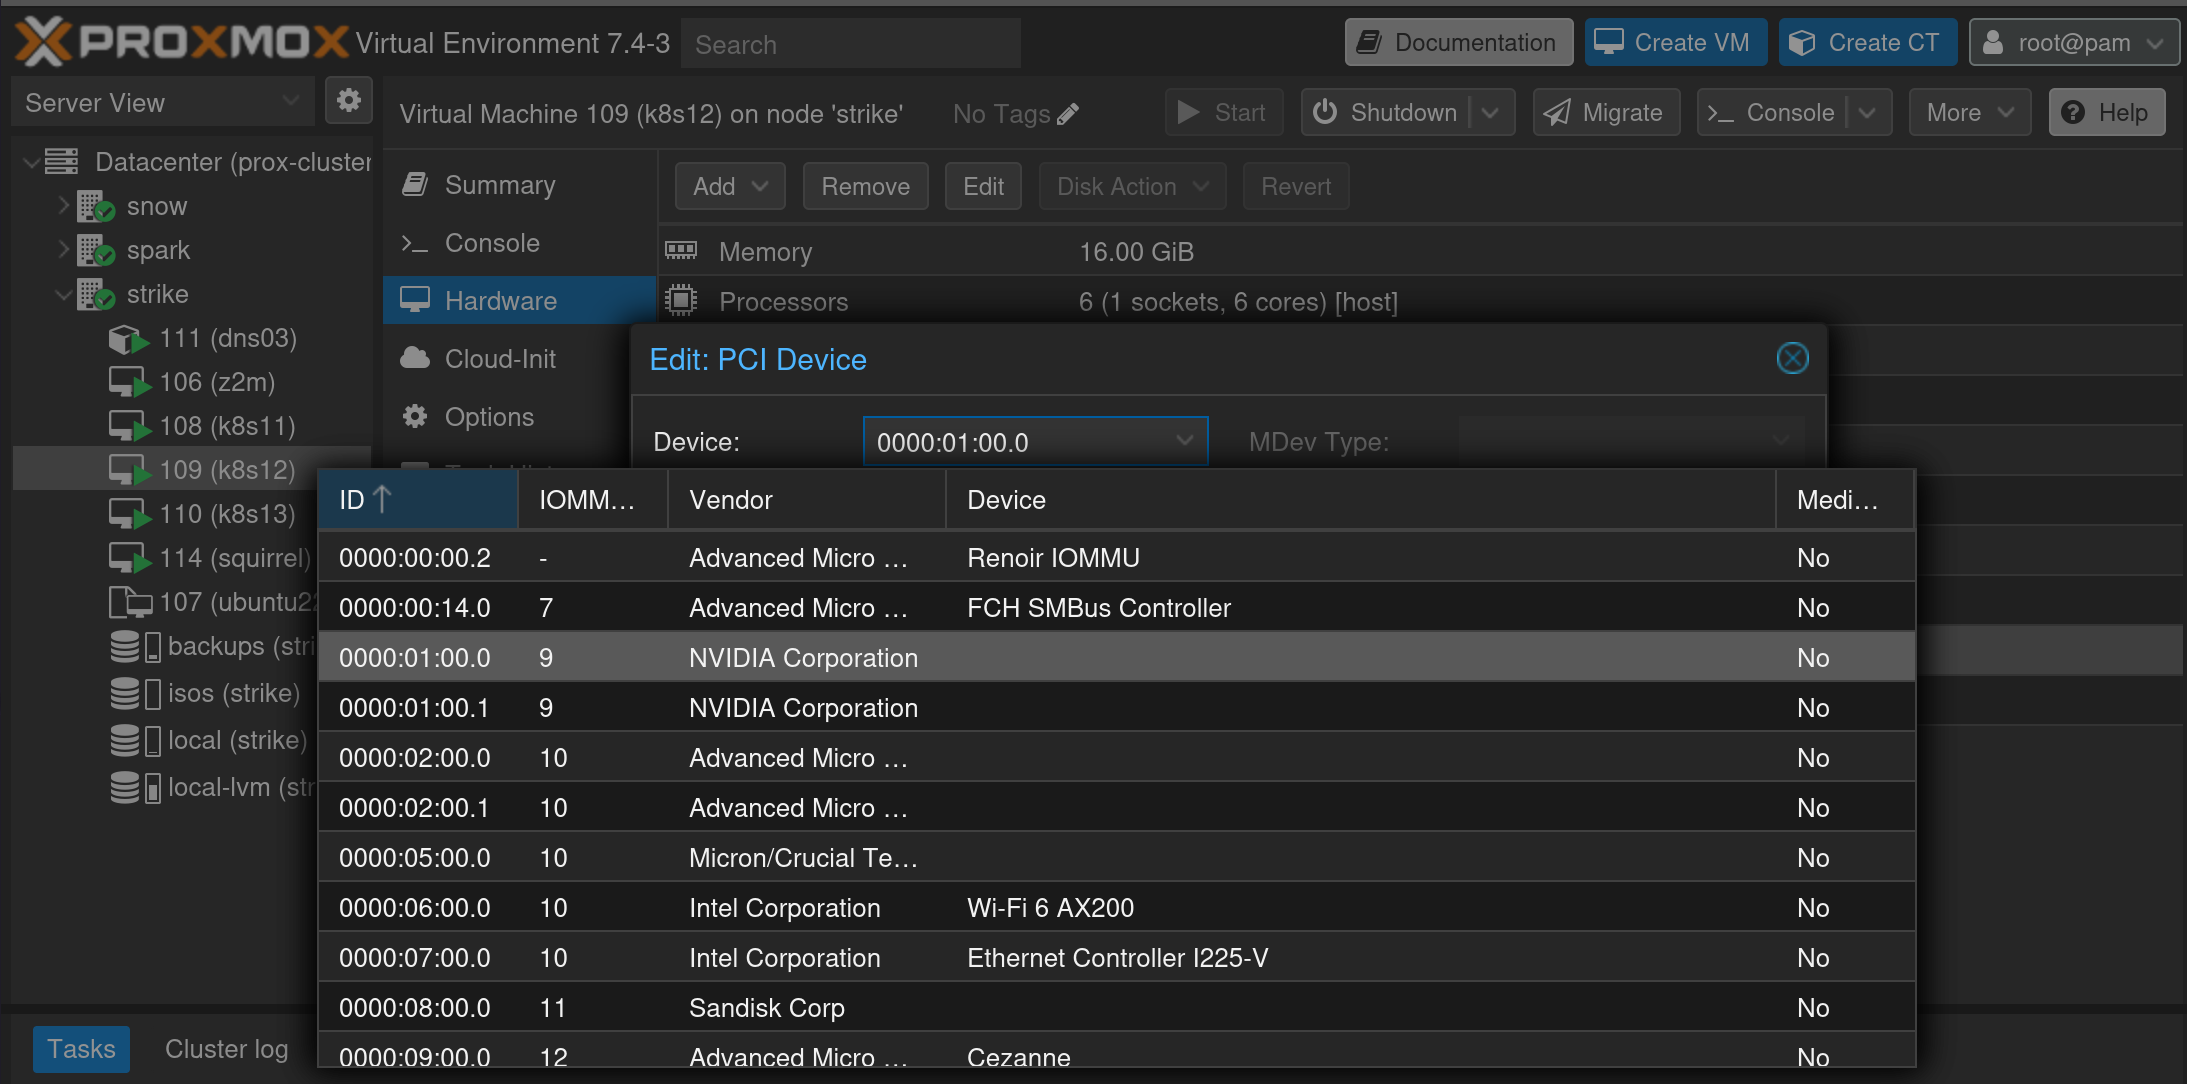 PROXMOX Virtual Environment 7.4-3 Search Documentation Create VM Create CT root@pam
Server View
Virtual Machine 109 (k8s12) on node 'strike' No Tags Start Shutdown Migrate Console More Help
Datacenter (prox-cluster
snow
spark
strike
111 (dns03)
106 (z2m)
108 (k8s11)
109 (k8s12)
110 (k8s13)
114 (squirrel)
107 (ubuntu22
backups (stri
isos (strike)
local (strike)
local-lvm (str
Summary
Console
Hardware
Cloud-Init
Options
Add Remove Edit Disk Action Revert
Memory 16.00 GiB
Processors 6 (1 sockets, 6 cores) [host]
Edit: PCI Device
Device: 0000:01:00.0 MDev Type:
ID IOMM... Vendor Device Medi...
0000:00:00.2 - Advanced Micro ... Renoir IOMMU No
0000:00:14.0 7 Advanced Micro ... FCH SMBus Controller No
0000:01:00.0 9 NVIDIA Corporation No
0000:01:00.1 9 NVIDIA Corporation No
0000:02:00.0 10 Advanced Micro ... No
0000:02:00.1 10 Advanced Micro ... No
0000:05:00.0 10 Micron/Crucial Te... No
0000:06:00.0 10 Intel Corporation Wi-Fi 6 AX200 No
0000:07:00.0 10 Intel Corporation Ethernet Controller I225-V No
0000:08:00.0 11 Sandisk Corp No
0000:09:00.0 12 Advanced Micro ... Cezanne No
Tasks Cluster log